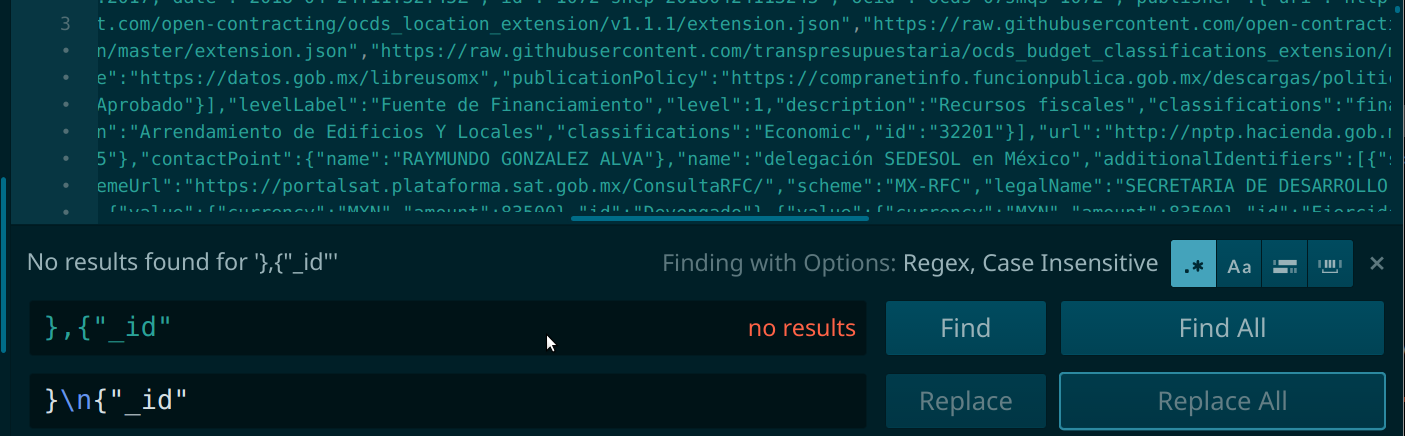 3 t.com/open-contracting/ocds_location_extension/v1.1.1/extension.json","https://raw.githubusercontent.com/open-contract
n/master/extension.json","https://raw.githubusercontent.com/transpresupuestaria/ocds_budget_classifications_extension/
e":"https://datos.gob.mx/libreusomx","publicationPolicy":"https://compranetinfo.funcionpublica.gob.mx/descargas/politi
Aprobado"}],"levelLabel":"Fuente de Financiamiento","level":1,"description":"Recursos fiscales","classifications":"fina
n":"Arrendamiento de Edificios Y Locales","classifications":"Economic","id":"32201"}],"url":"http://nptp.hacienda.gob.
5"},"contactPoint":{"name":"RAYMUNDO GONZALEZ ALVA"},"name":"delegación SEDESOL en México","additionalIdentifiers":[{"
emeUrl":"https://portalsat.plataforma.sat.gob.mx/ConsultaRFC/","scheme":"MX-RFC","legalName":"SECRETARIA DE DESARROLLO
No results found for '},{"_id"'
Finding with Options: Regex, Case Insensitive .* Aa
},{"_id" no results Find Find All
}\n{"_id" Replace Replace All